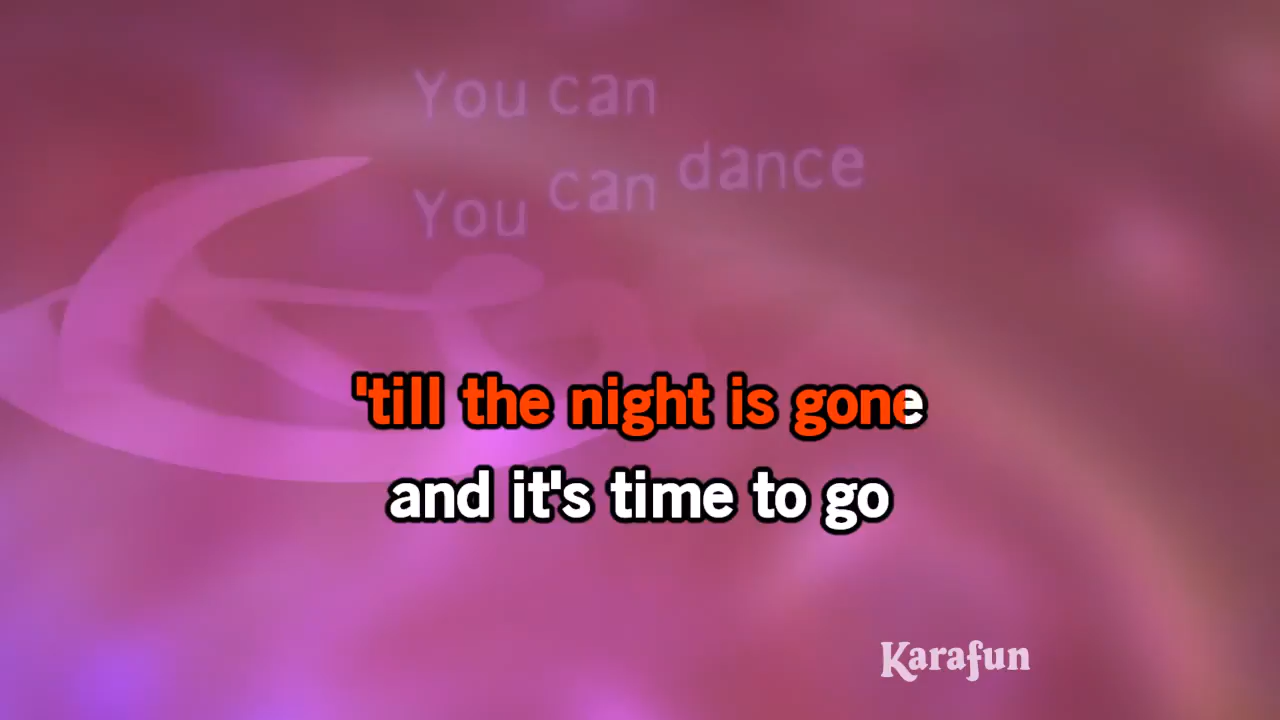 You can
You can dance
'till the night is gone
and it's time to go
Karafun